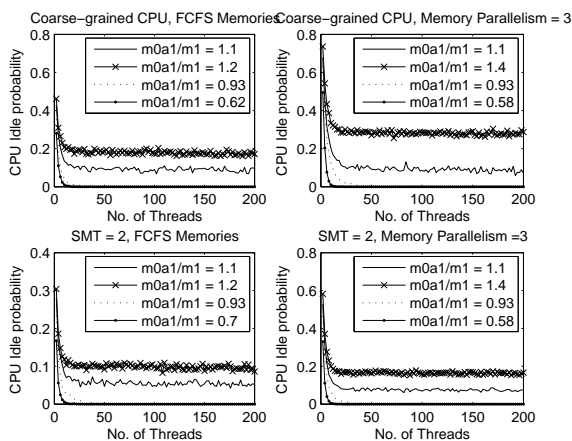 Coarse−grained CPU, FCFS Memories
CPU Idle probability
0.8
0.6
0.4
0.2
0
0 50 100 150 200
No. of Threads
m0a1/m1 = 1.1
m0a1/m1 = 1.2
m0a1/m1 = 0.93
m0a1/m1 = 0.62
Coarse−grained CPU, Memory Parallelism = 3
CPU Idle probability
0.8
0.6
0.4
0.2
0
0 50 100 150 200
No. of Threads
m0a1/m1 = 1.1
m0a1/m1 = 1.4
m0a1/m1 = 0.93
m0a1/m1 = 0.58
SMT = 2, FCFS Memories
CPU Idle probability
0.4
0.3
0.2
0.1
0
0 50 100 150 200
No. of Threads
m0a1/m1 = 1.1
m0a1/m1 = 1.2
m0a1/m1 = 0.93
m0a1/m1 = 0.7
SMT = 2, Memory Parallelism =3
CPU Idle probability
0.8
0.6
0.4
0.2
0
0 50 100 150 200
No. of Threads
m0a1/m1 = 1.1
m0a1/m1 = 1.4
m0a1/m1 = 0.93
m0a1/m1 = 0.58